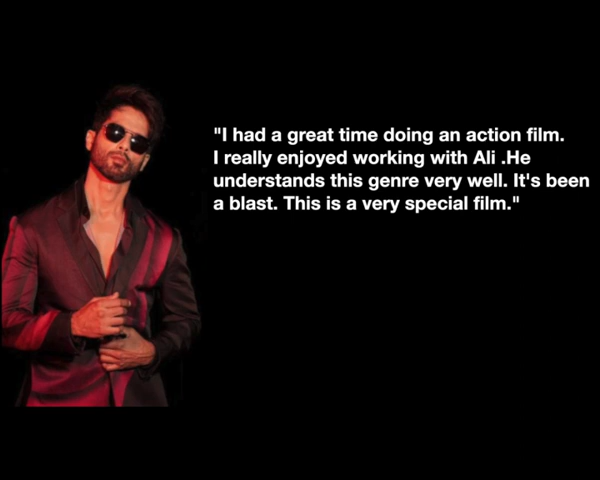 "I had a great time doing an action film.
I really enjoyed working with Ali .He
understands this genre very well. It's been
a blast. This is a very special film."